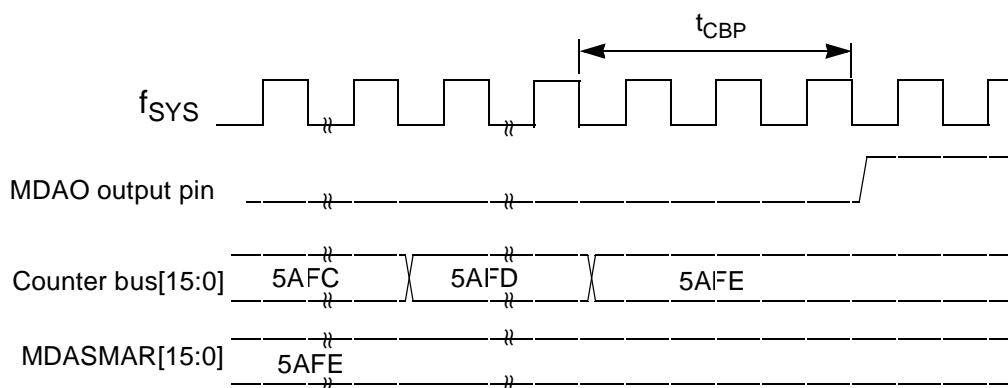 tCBP
fSYS
MDAO output pin
Counter bus[15:0] 5AFC 5AFD 5AFE
MDASMAR[15:0] 5AFE